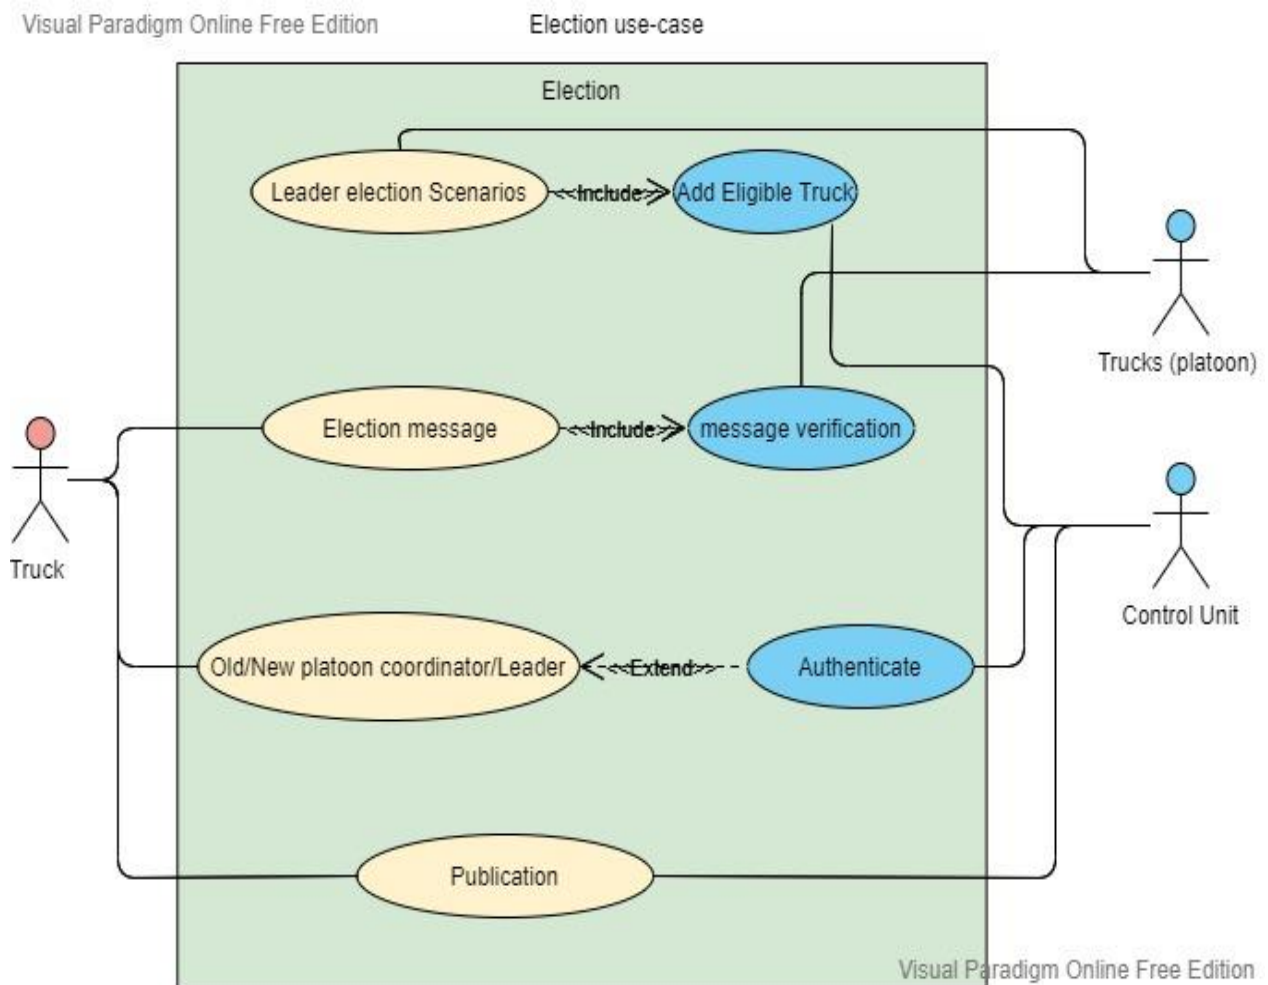 Visual Paradigm Online Free Edition
Election use-case
Election
Leader election Scenarios
<<Include>>
Add Eligible Truck
Trucks (platoon)
Election message
<<Include>>
message verification
Truck
Control Unit
Old/New platoon coordinator/Leader
<<Extend>>
Authenticate
Publication
Visual Paradigm Online Free Edition